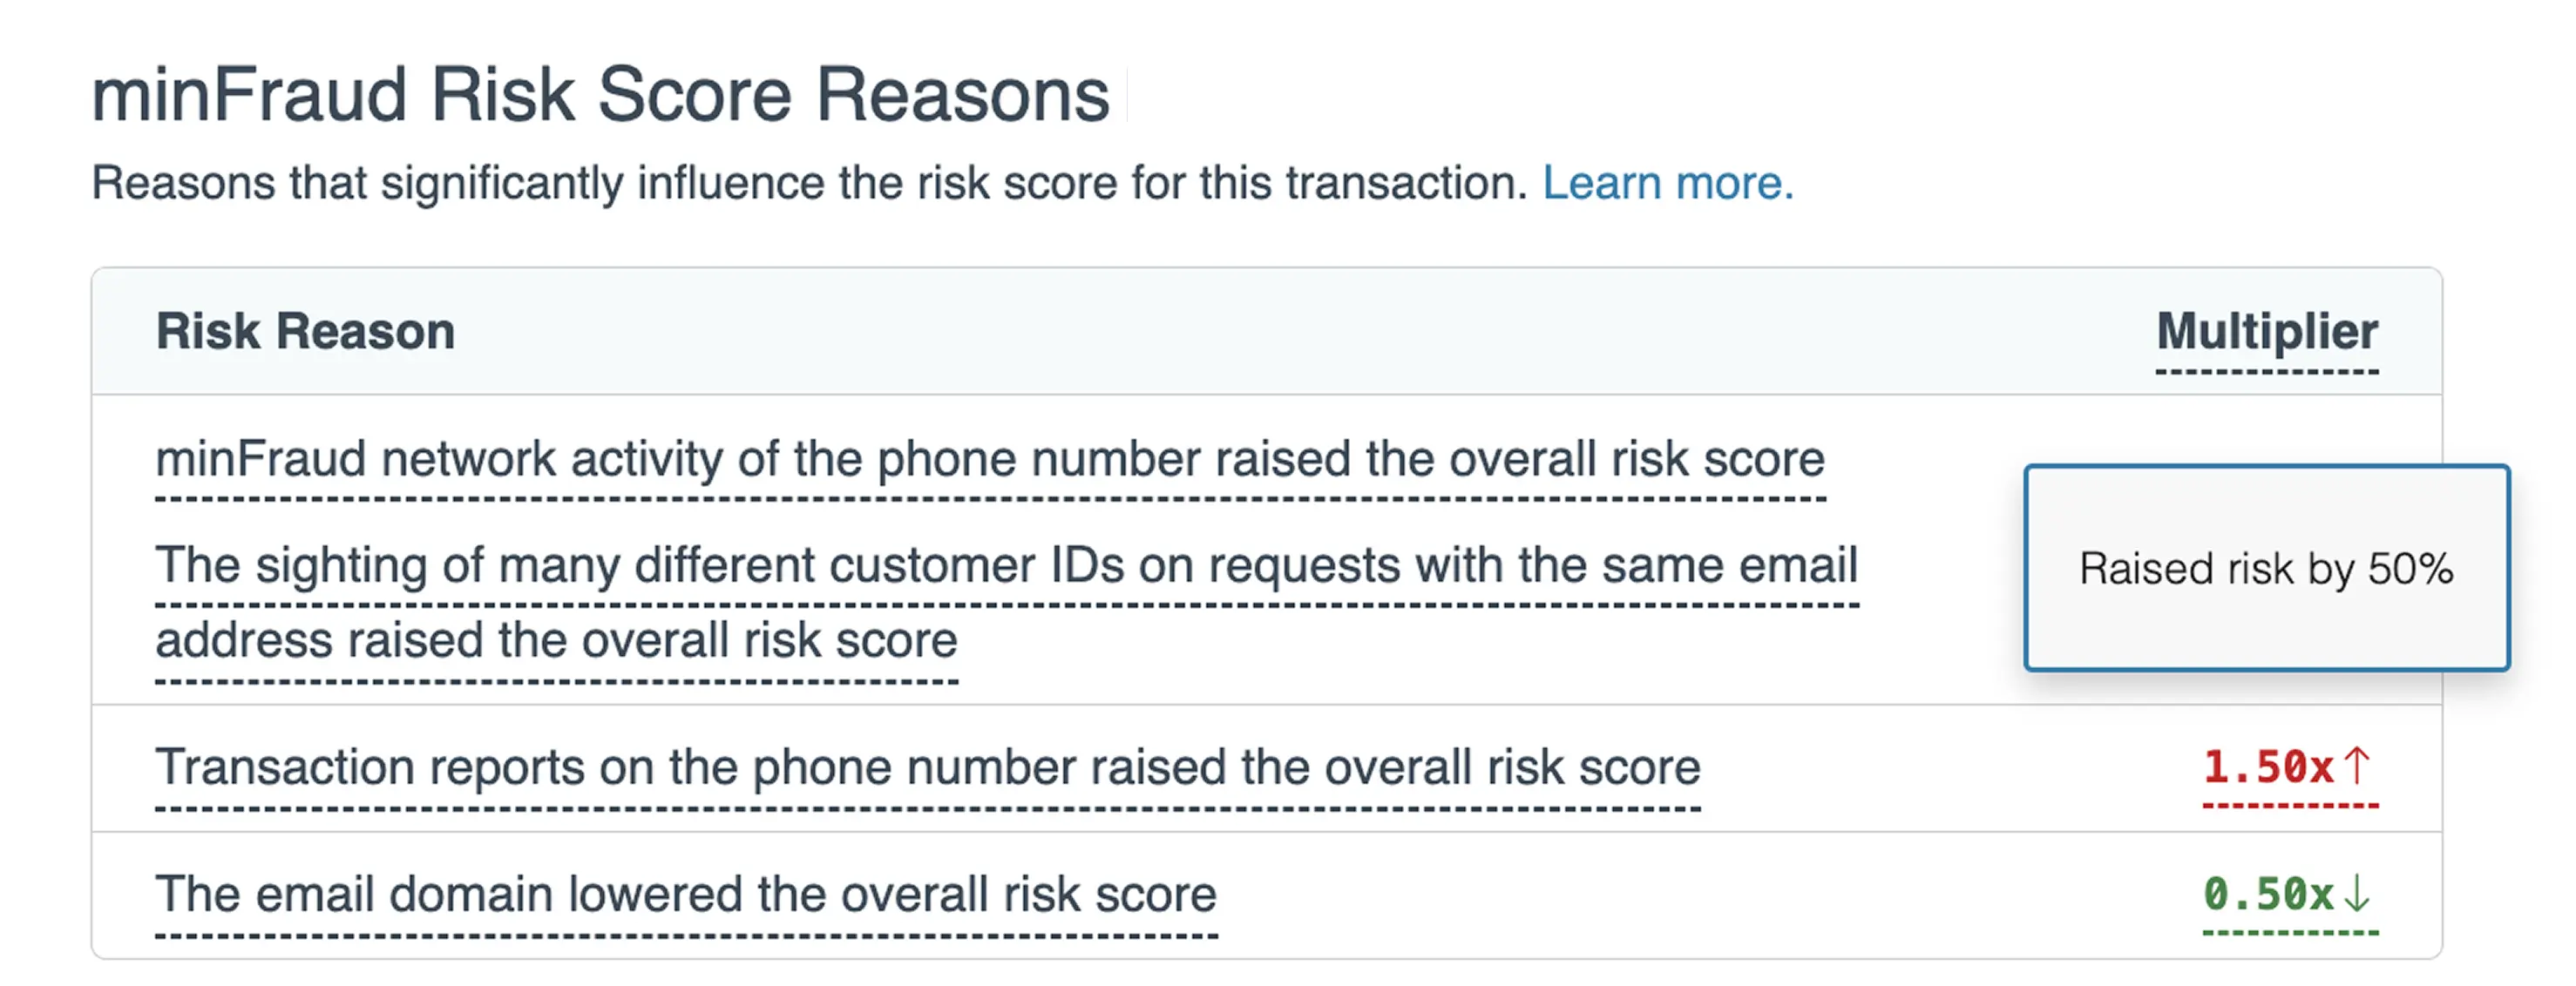 minFraud Risk Score Reasons
Reasons that significantly influence the risk score for this transaction. Learn more.
Risk Reason Multiplier
minFraud network activity of the phone number raised the overall risk score
The sighting of many different customer IDs on requests with the same email
address raised the overall risk score
Raised risk by 50%
Transaction reports on the phone number raised the overall risk score 1.50x↑
The email domain lowered the overall risk score 0.50x↓